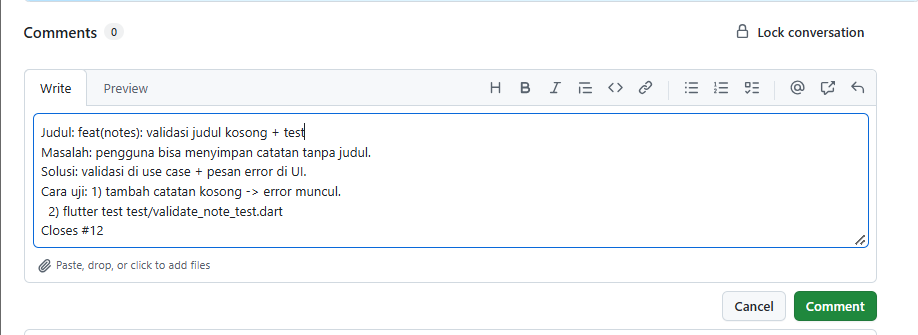 Comments 0
Lock conversation
Write
Preview
Judul: feat(notes): validasi judul kosong + test
Masalah: pengguna bisa menyimpan catatan tanpa judul.
Solusi: validasi di use case + pesan error di UI.
Cara uji: 1) tambah catatan kosong -> error muncul.
2) flutter test test/validate_note_test.dart
Closes #12
Paste, drop, or click to add files
Cancel
Comment